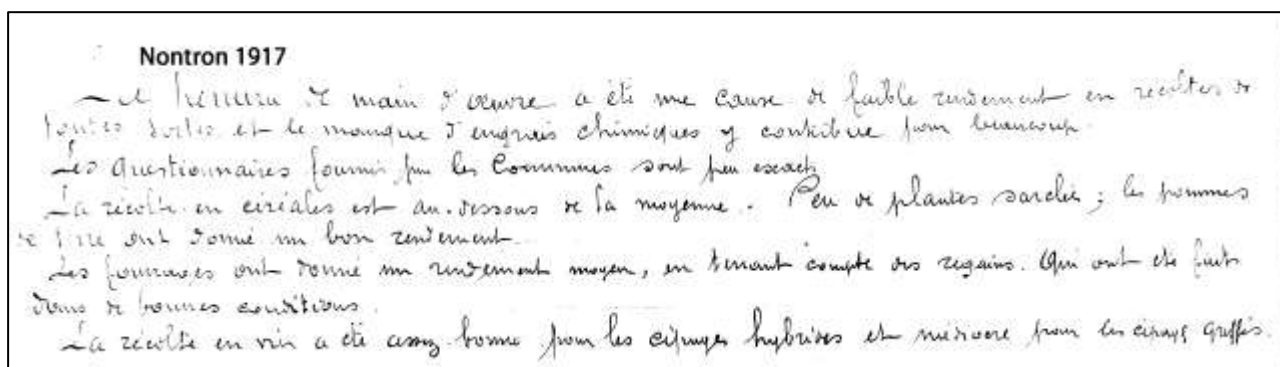 Nontron 1917
La pénurie de main d'œuvre a été une cause de faible rendement en récoltes de
toutes sortes et le manque d'engrais chimiques y contribue pour beaucoup.
Les Questionnaires fournis par les Communes sont peu exacts
La récolte en céréales est au-dessous de la moyenne. Peu de plantes sarclées ; les pommes
de terre ont donné un bon rendement.
Les fourrages ont donné un rendement moyen, en tenant compte des regains. Qui ont été faits
dans de bonnes conditions.
La récolte en vin a été assez bonne pour les cépages hybrides et médiocre pour les cépages greffés.